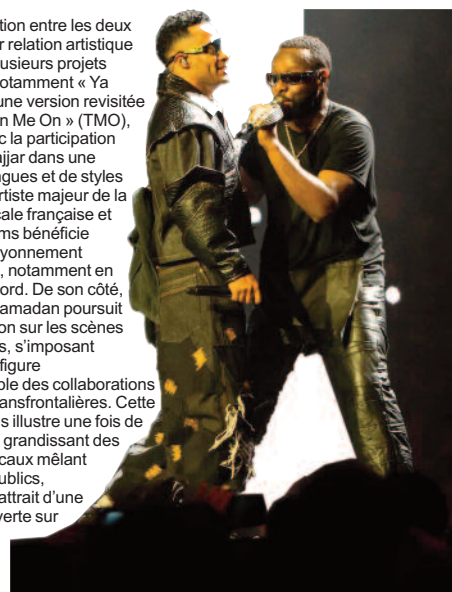 tion entre les deux
r relation artistique
usieurs projets
otamment « Ya
une version revisitée
n Me On » (TMO),
c la participation
ajjar dans une
ngues et de styles
rtiste majeur de la
cale française et
ms bénéficie
yonnement
, notamment en
ord. De son côté,
amadan poursuit
on sur les scènes
s, s'imposant
figure
ble des collaborations
ansfrontalières. Cette
s illustre une fois de
grandissant des
caux mêlant
ublics,
attrait d'une
verte sur